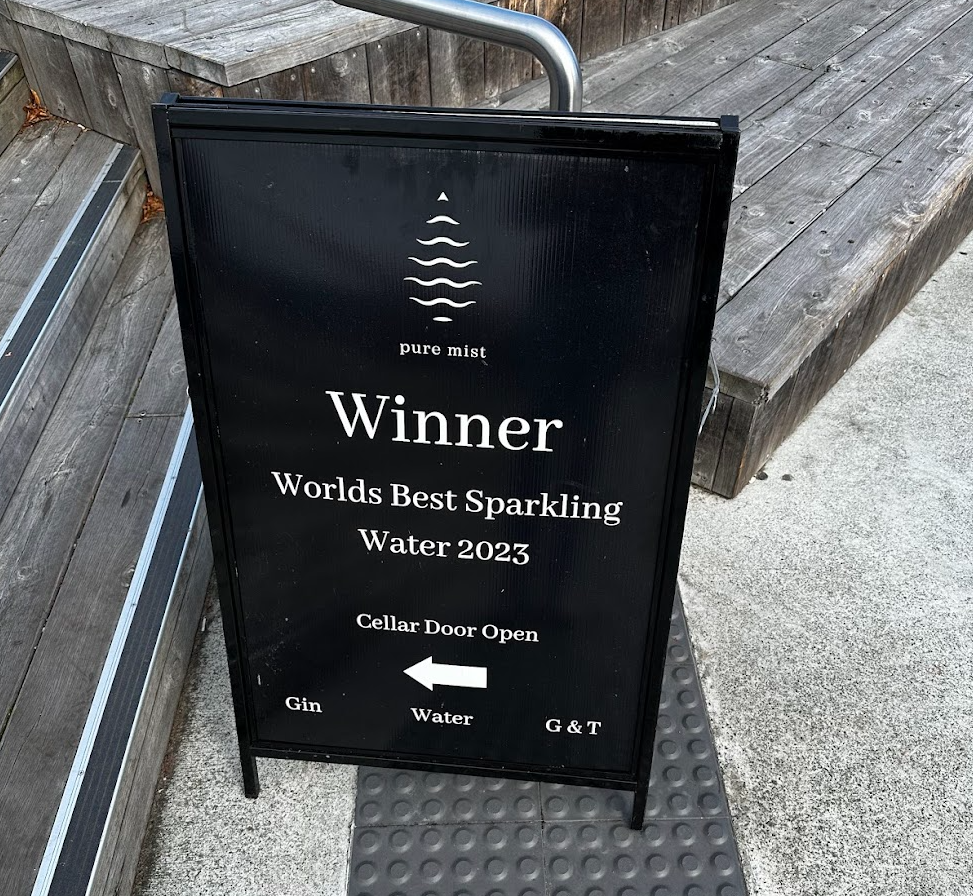 pure mist
Winner
Worlds Best Sparkling
Water 2023
Cellar Door Open
Gin Water G & T